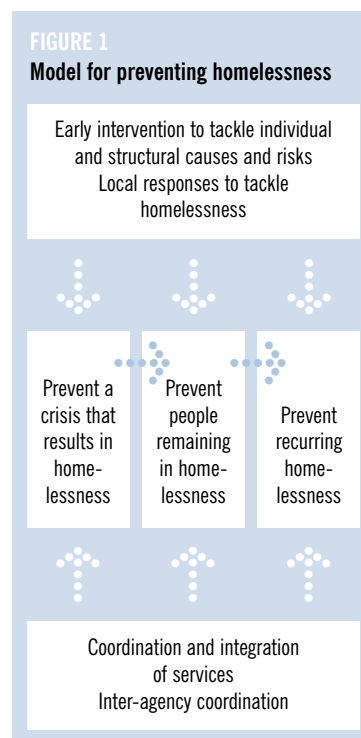 FIGURE 1
Model for preventing homelessness
Early intervention to tackle individual
and structural causes and risks
Local responses to tackle
homelessness
Prevent a
crisis that
results in
home-
lessness
Prevent
people
remaining
in home-
lessness
Prevent
recurring
home-
lessness
Coordination and integration
of services
Inter-agency coordination